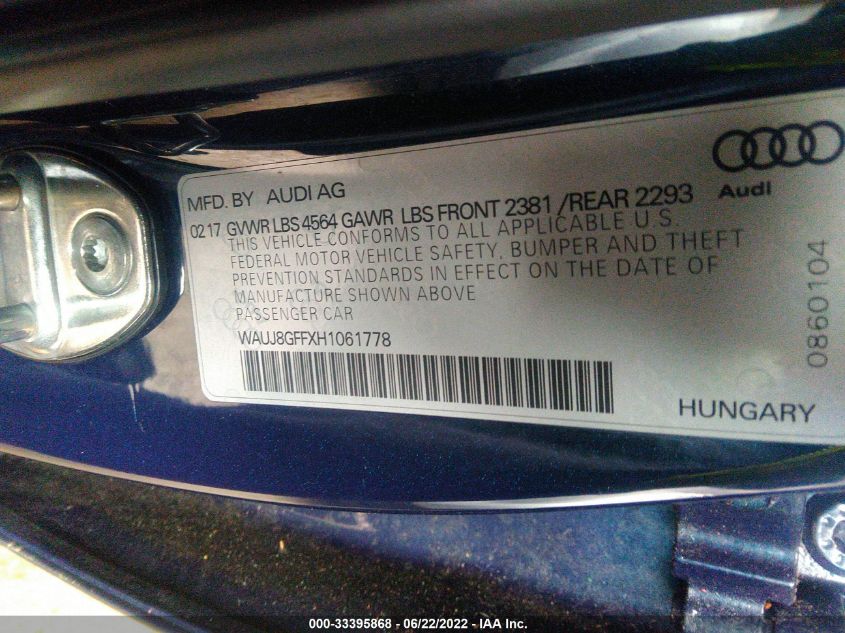 Audi
MFD. BY AUDI AG
02 17 GVWR LBS 4564 GAWR LBS FRONT 2381 /REAR 2293
THIS VEHICLE CONFORMS TO ALL APPLICABLE U S.
FEDERAL MOTOR VEHICLE SAFETY, BUMPER AND THEFT
PREVENTION STANDARDS IN EFFECT ON THE DATE OF
MANUFACTURE SHOWN ABOVE
PASSENGER CAR
WAUJ8GFFXH1061778
HUNGARY
0860104
000-33395868 - 06/22/2022 - IAA Inc.